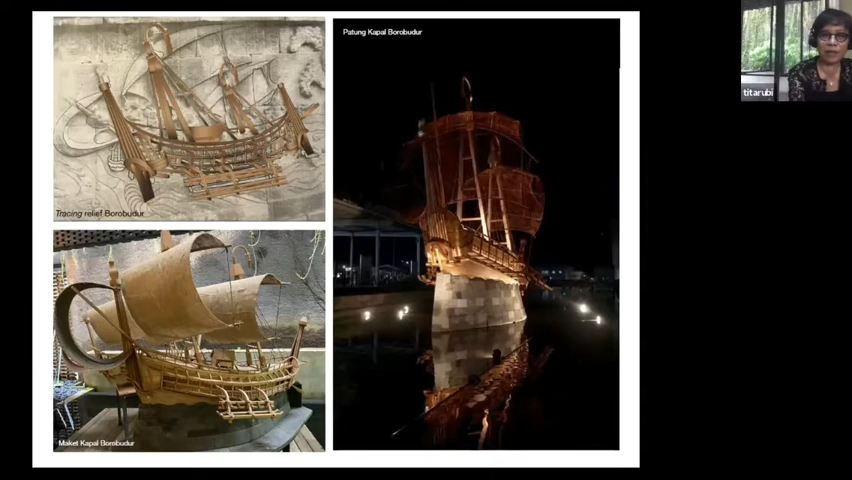 Patung Kapal Borobudur
titarubi
Tracing relief Borobudur
Maket Kapal Borobudur